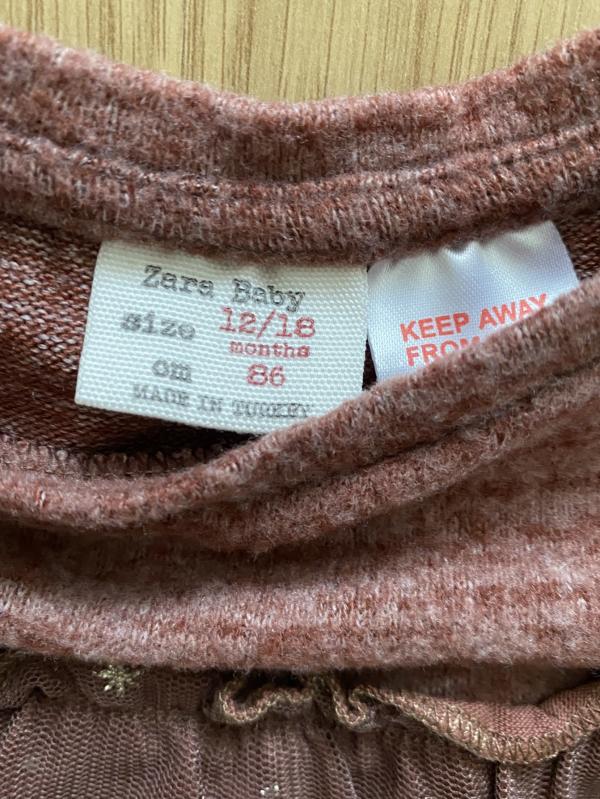 Zara Baby
size 12/18
months
cm 86
MADE IN TURKEY
KEEP AWAY
FROM